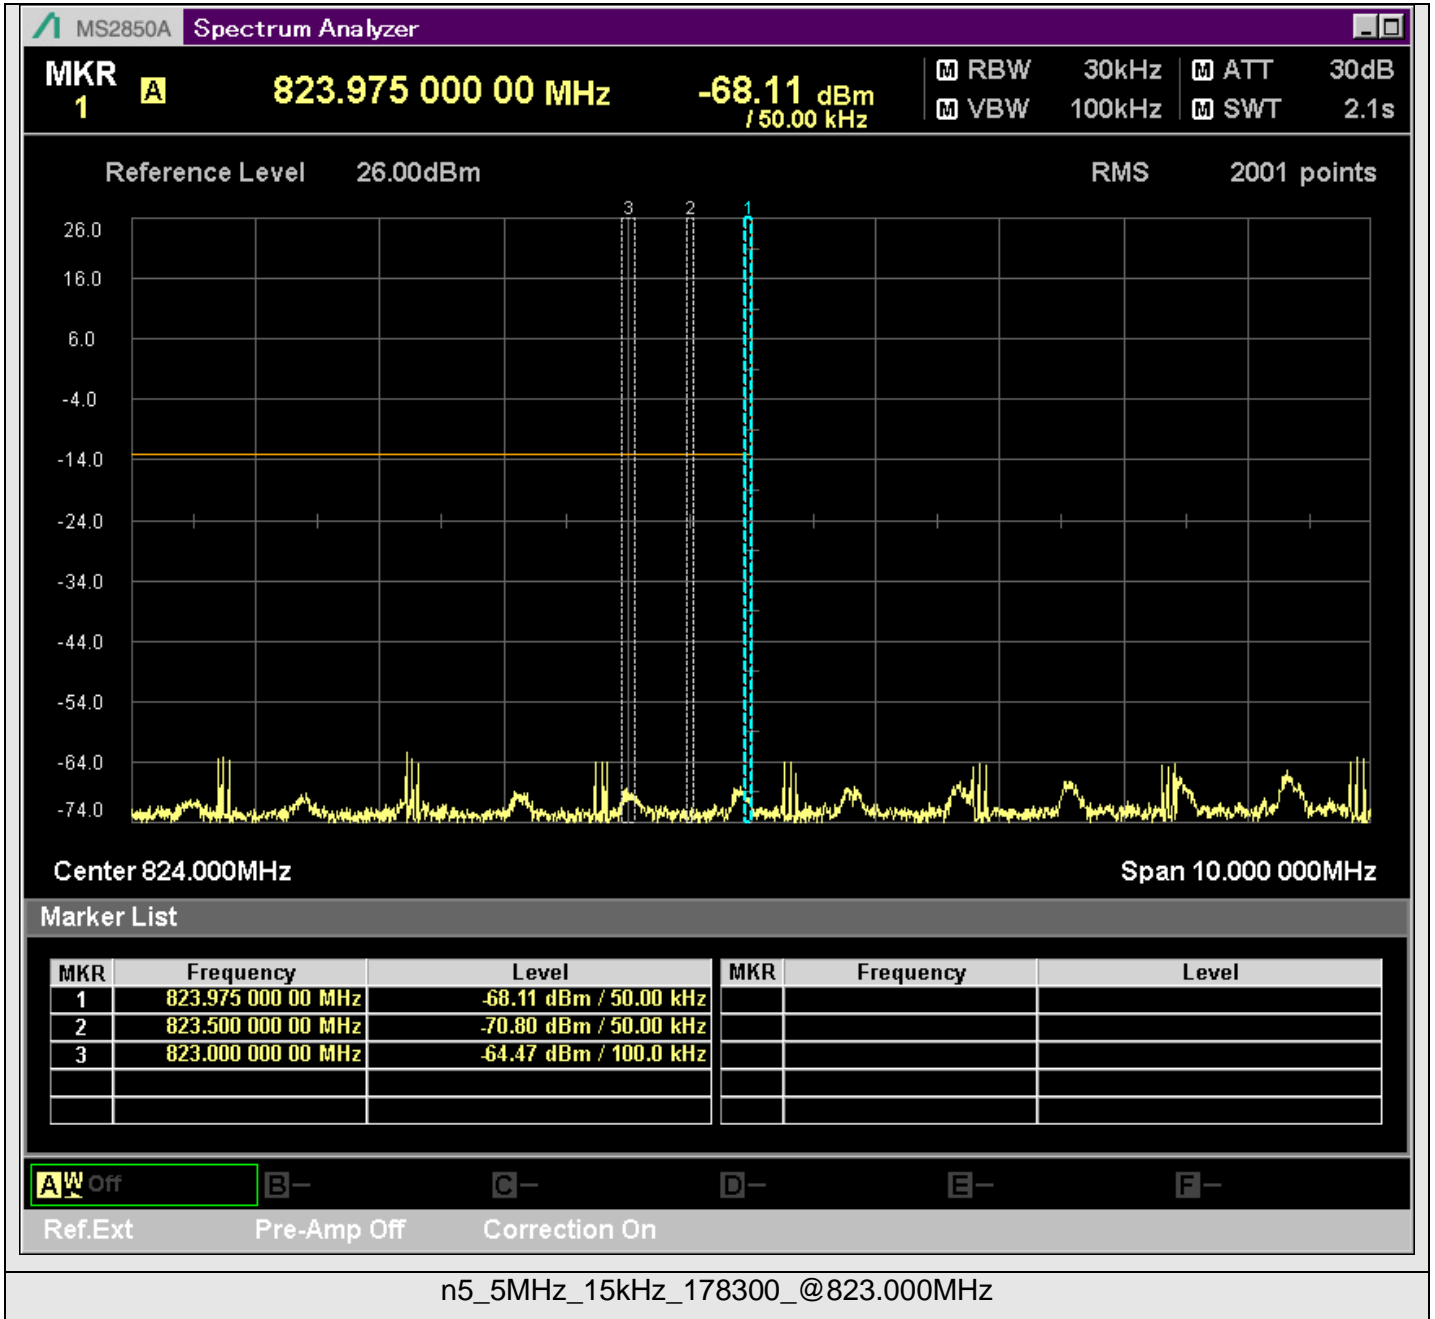 MS2850A Spectrum Analyzer
MKR 1 A 823.975 000 00 MHz -68.11 dBm / 50.00 kHz
M RBW 30kHz M ATT 30dB
M VBW 100kHz M SWT 2.1s
Reference Level 26.00dBm RMS 2001 points
3 2 1
26.0
16.0
6.0
-4.0
-14.0
-24.0
-34.0
-44.0
-54.0
-64.0
-74.0
Center 824.000MHz Span 10.000 000MHz
Marker List
MKR Frequency Level MKR Frequency Level
1 823.975 000 00 MHz -68.11 dBm / 50.00 kHz
2 823.500 000 00 MHz -70.80 dBm / 50.00 kHz
3 823.000 000 00 MHz -64.47 dBm / 100.0 kHz
A W Off B – C – D – E – F –
Ref.Ext Pre-Amp Off Correction On
n5_5MHz_15kHz_178300_@823.000MHz